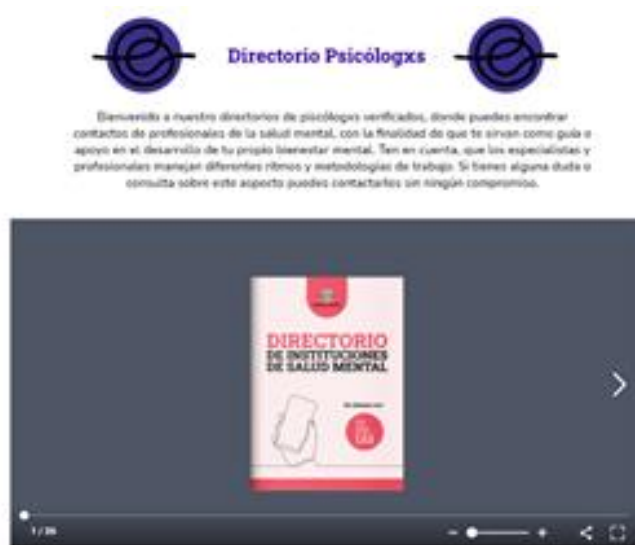 Directorio Psicólogxs
Bienvenido a nuestro directorios de psicólogxs verificados, donde puedes encontrar
contactos de profesionales de la salud mental, con la finalidad de que te sirvan como guía o
apoyo en el desarrollo de tu propio bienestar mental. Ten en cuenta, que los especialistas y
profesionales manejan diferentes ritmos y metodologías de trabajo. Si tienes alguna duda o
consulta sobre este aspecto puedes contactarlos sin ningún compromiso.
DIRECTORIO
DE INSTITUCIONES
DE SALUD MENTAL